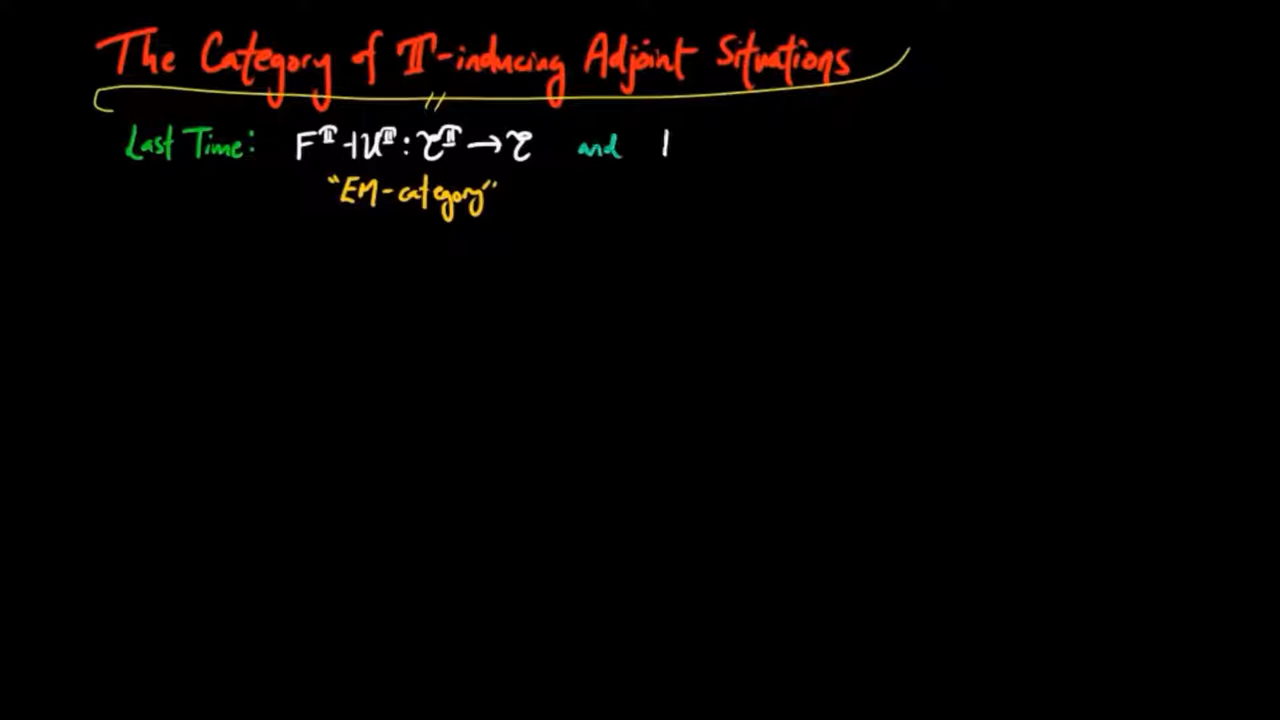 The Category of 𝕋-inducing Adjoint Situations
Last Time: F^𝕋 ⊣ U^𝕋 : 𝒞^𝕋 → 𝒞 and
"EM-category"